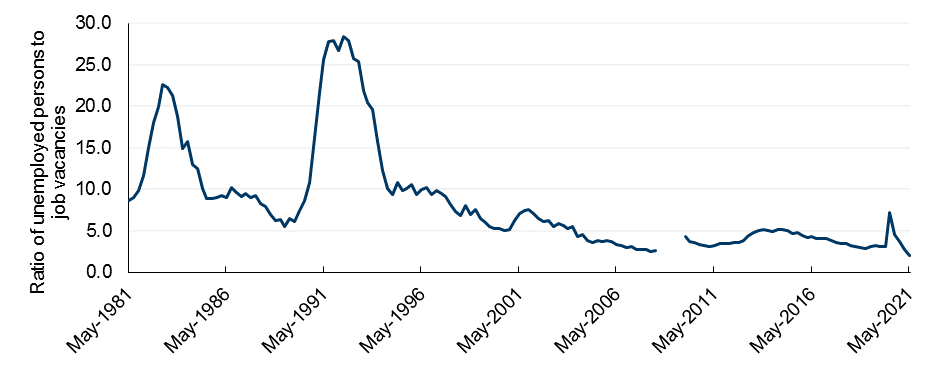 Ratio of unemployed persons to
job vacancies
30.0
25.0
20.0
15.0
10.0
5.0
0.0
May-1981
May-1986
May-1991
May-1996
May-2001
May-2006
May-2011
May-2016
May-2021